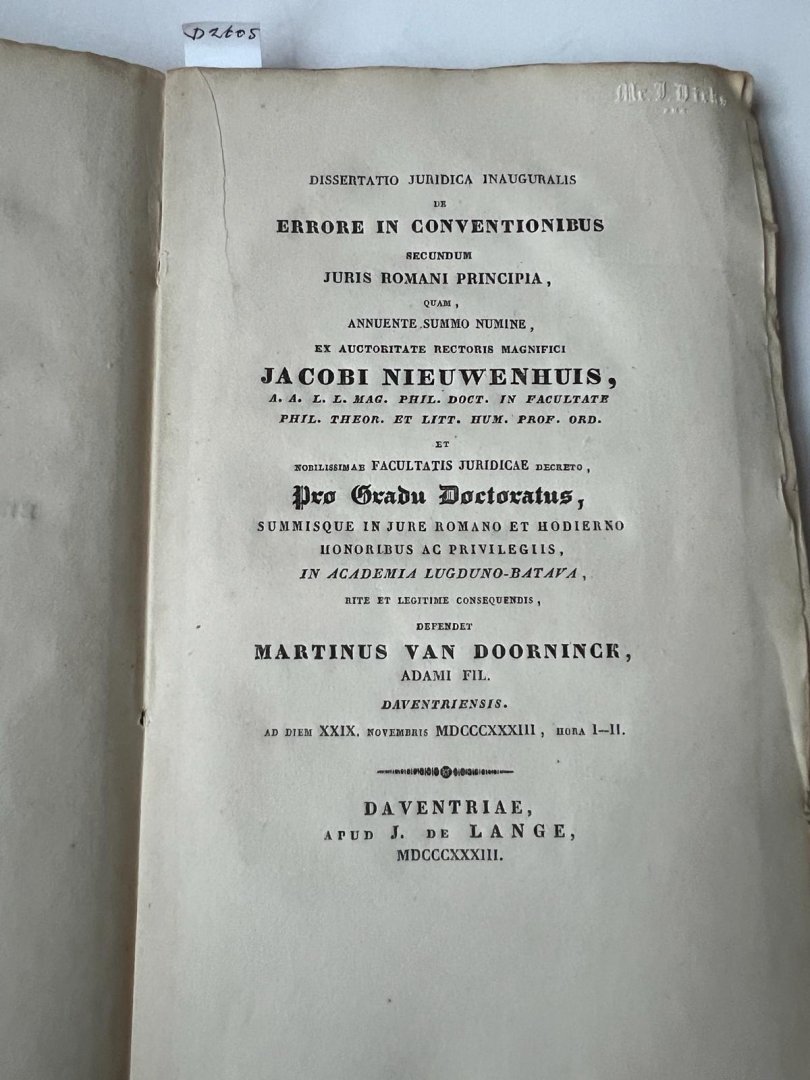 D2605
Mr. J. Dirks
DISSERTATIO JURIDICA INAUGURALIS
DE
ERRORE IN CONVENTIONIBUS
SECUNDUM
JURIS ROMANI PRINCIPIA,
QUAM,
ANNUENTE SUMMO NUMINE,
EX AUCTORITATE RECTORIS MAGNIFICI
JACOBI NIEUWENHUIS,
A. A. L. L. MAG. PHIL. DOCT. IN FACULTATE
PHIL. THEOR. ET LITT. HUM. PROF. ORD.
ET
NOBILISSIMAE FACULTATIS JURIDICAE DECRETO,
Pro Gradu Doctoratus,
SUMMISQUE IN JURE ROMANO ET HODIERNO
HONORIBUS AC PRIVILEGIIS,
IN ACADEMIA LUGDUNO-BATAVA,
RITE ET LEGITIME CONSEQUENDIS,
DEFENDET
MARTINUS VAN DOORNINCK,
ADAMI FIL.
DAVENTRIENSIS.
AD DIEM XXIX. NOVEMBRIS MDCCCXXXIII, HORA I—II.
DAVENTRIAE,
APUD J. DE LANGE,
MDCCCXXXIII.